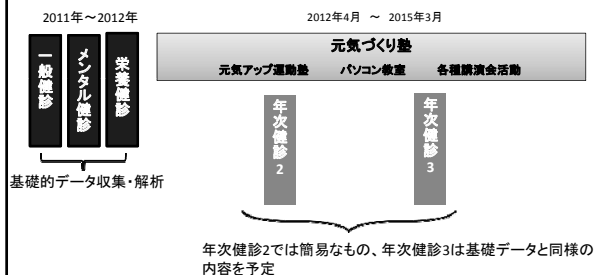 2011年～2012年
2012年4月 ～ 2015年3月
元気づくり塾
元気アップ運動塾 パソコン教室 各種講演会活動
一般健診
メンタル健診
栄養健診
年次健診2
年次健診3
基礎的データ収集・解析
年次健診2では簡易なもの、年次健診3は基礎データと同様の
内容を予定